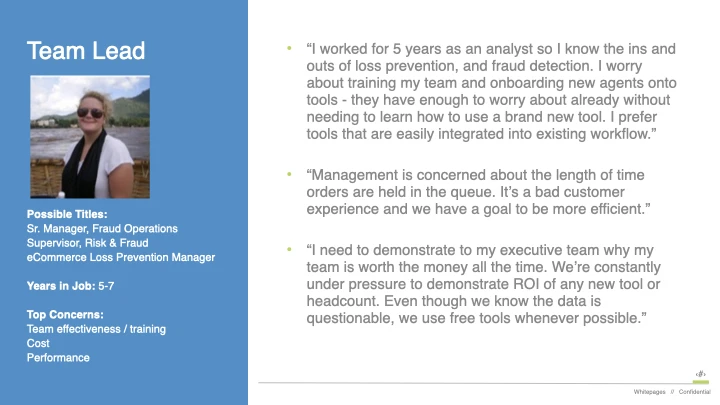 Team Lead
Possible Titles:
Sr. Manager, Fraud Operations
Supervisor, Risk & Fraud
eCommerce Loss Prevention Manager
Years in Job: 5-7
Top Concerns:
Team effectiveness / training
Cost
Performance
• “I worked for 5 years as an analyst so I know the ins and
outs of loss prevention, and fraud detection. I worry
about training my team and onboarding new agents onto
tools - they have enough to worry about already without
needing to learn how to use a brand new tool. I prefer
tools that are easily integrated into existing workflow.”
• “Management is concerned about the length of time
orders are held in the queue. It’s a bad customer
experience and we have a goal to be more efficient.”
• “I need to demonstrate to my executive team why my
team is worth the money all the time. We’re constantly
under pressure to demonstrate ROI of any new tool or
headcount. Even though we know the data is
questionable, we use free tools whenever possible.”
‹#›
Whitepages // Confidential